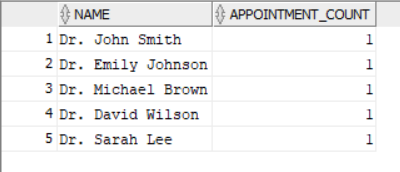 NAME APPOINTMENT_COUNT
1 Dr. John Smith 1
2 Dr. Emily Johnson 1
3 Dr. Michael Brown 1
4 Dr. David Wilson 1
5 Dr. Sarah Lee 1